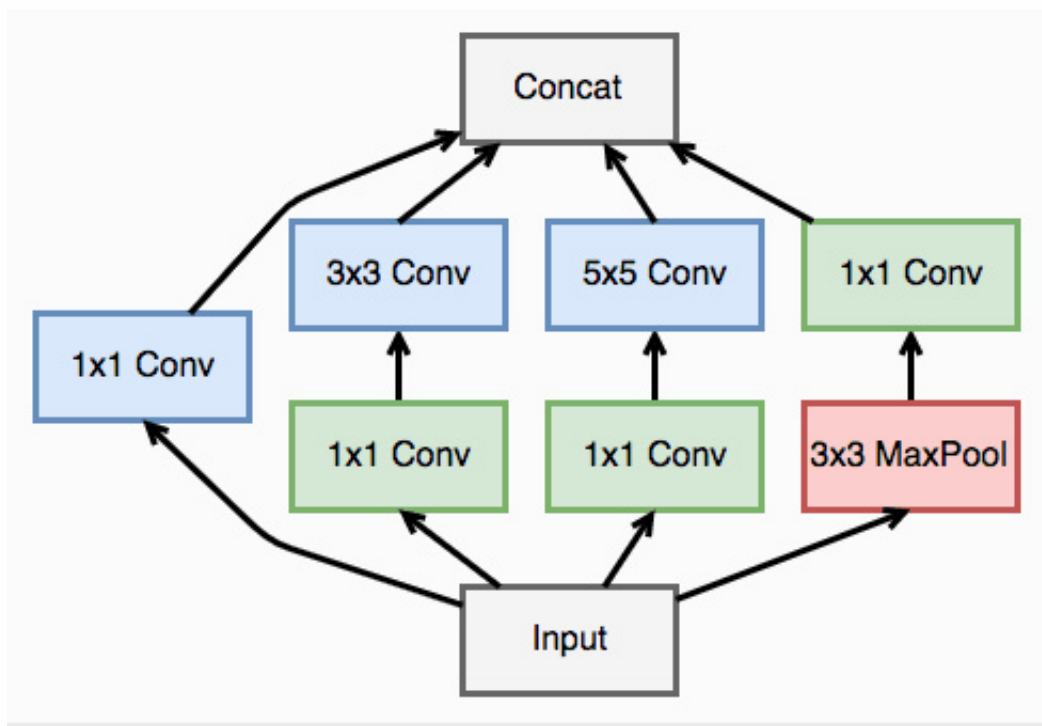 Concat
3x3 Conv
5x5 Conv
1x1 Conv
1x1 Conv
1x1 Conv
1x1 Conv
3x3 MaxPool
Input